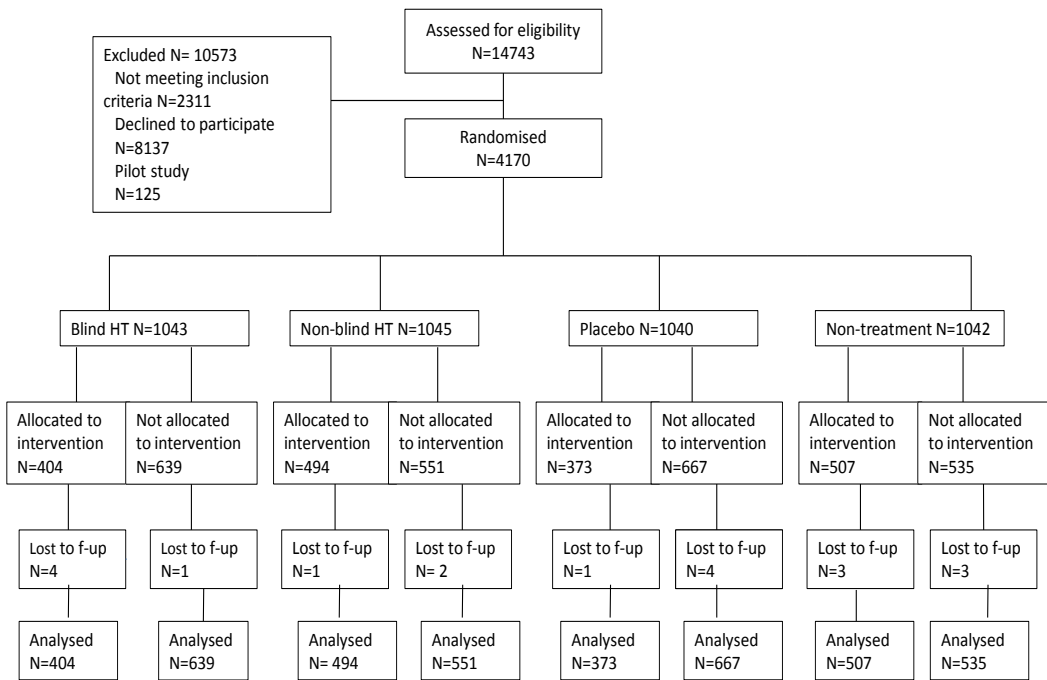 Assessed for eligibility
N=14743
Excluded N= 10573
Not meeting inclusion
criteria N=2311
Declined to participate
N=8137
Pilot study
N=125
Randomised
N=4170
Blind HT N=1043
Non-blind HT N=1045
Placebo N=1040
Non-treatment N=1042
Allocated to
intervention
N=404
Not allocated
to intervention
N=639
Allocated to
intervention
N=494
Not allocated
to intervention
N=551
Allocated to
intervention
N=373
Not allocated
to intervention
N=667
Allocated to
intervention
N=507
Not allocated
to intervention
N=535
Lost to f-up
N=4
Lost to f-up
N=1
Lost to f-up
N=1
Lost to f-up
N= 2
Lost to f-up
N=1
Lost to f-up
N=4
Lost to f-up
N=3
Lost to f-up
N=3
Analysed
N=404
Analysed
N=639
Analysed
N= 494
Analysed
N=551
Analysed
N=373
Analysed
N=667
Analysed
N=507
Analysed
N=535